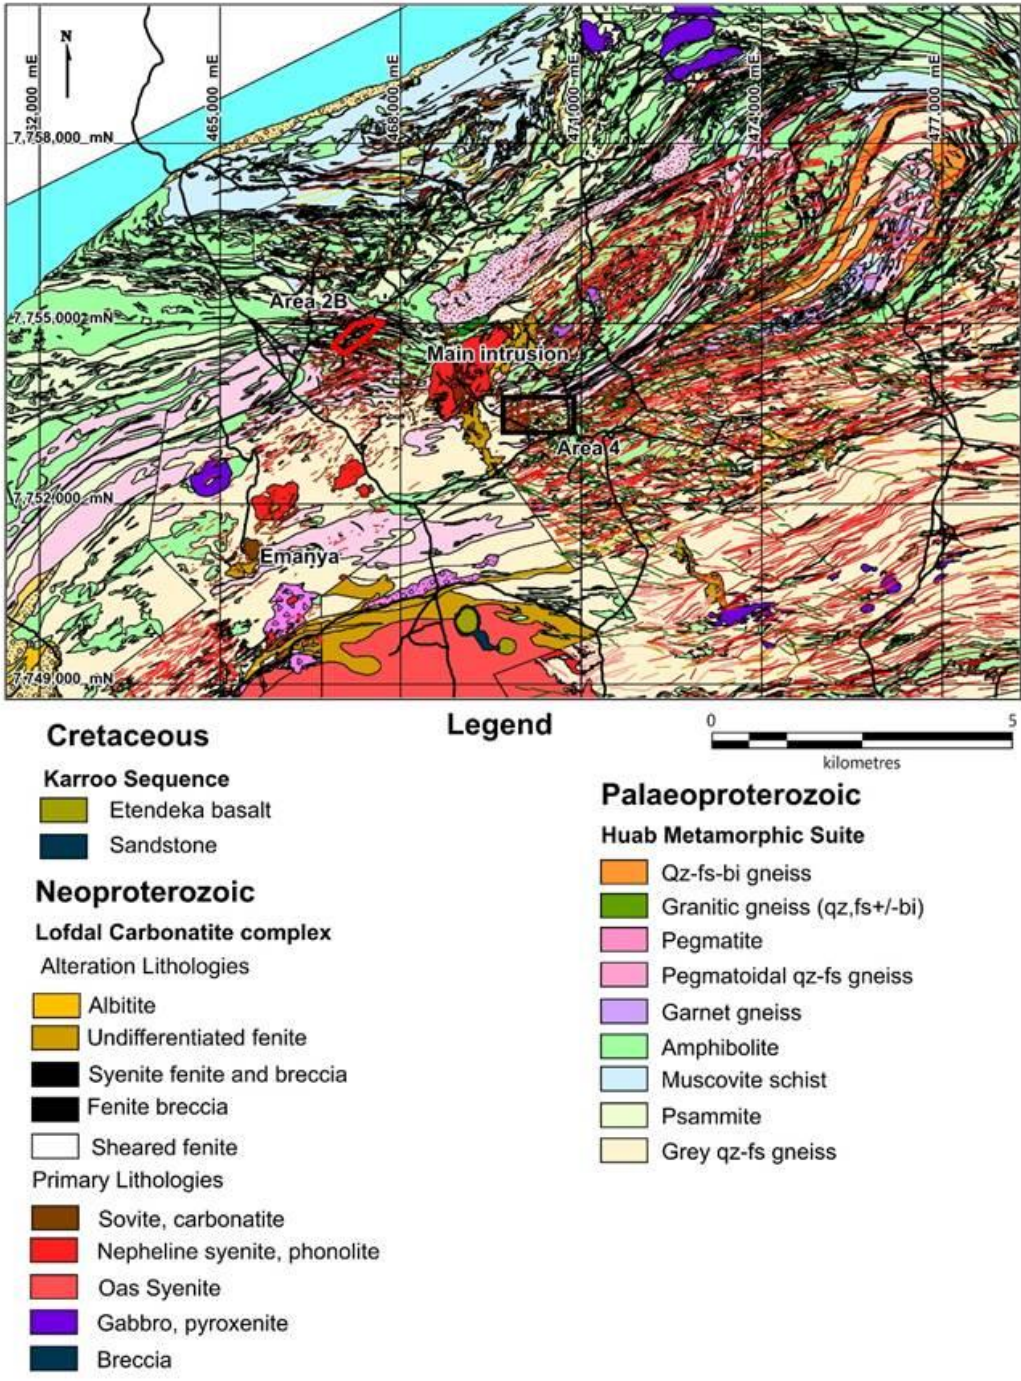 N
462,000 mE
465,000 mE
468,000 mE
471,000 mE
474,000 mE
477,000 mE
7,758,000 mN
Area 2B
7,755,000 mN
Main intrusion
Area 4
7,752,000 mN
Emanya
7,749,000 mN
Legend
0 5
kilometres
Cretaceous
Karroo Sequence
Etendeka basalt
Sandstone
Neoproterozoic
Lofdal Carbonatite complex
Alteration Lithologies
Albitite
Undifferentiated fenite
Syenite fenite and breccia
Fenite breccia
Sheared fenite
Primary Lithologies
Sovite, carbonatite
Nepheline syenite, phonolite
Oas Syenite
Gabbro, pyroxenite
Breccia
Palaeoproterozoic
Huab Metamorphic Suite
Qz-fs-bi gneiss
Granitic gneiss (qz,fs+/-bi)
Pegmatite
Pegmatoidal qz-fs gneiss
Garnet gneiss
Amphibolite
Muscovite schist
Psammite
Grey qz-fs gneiss